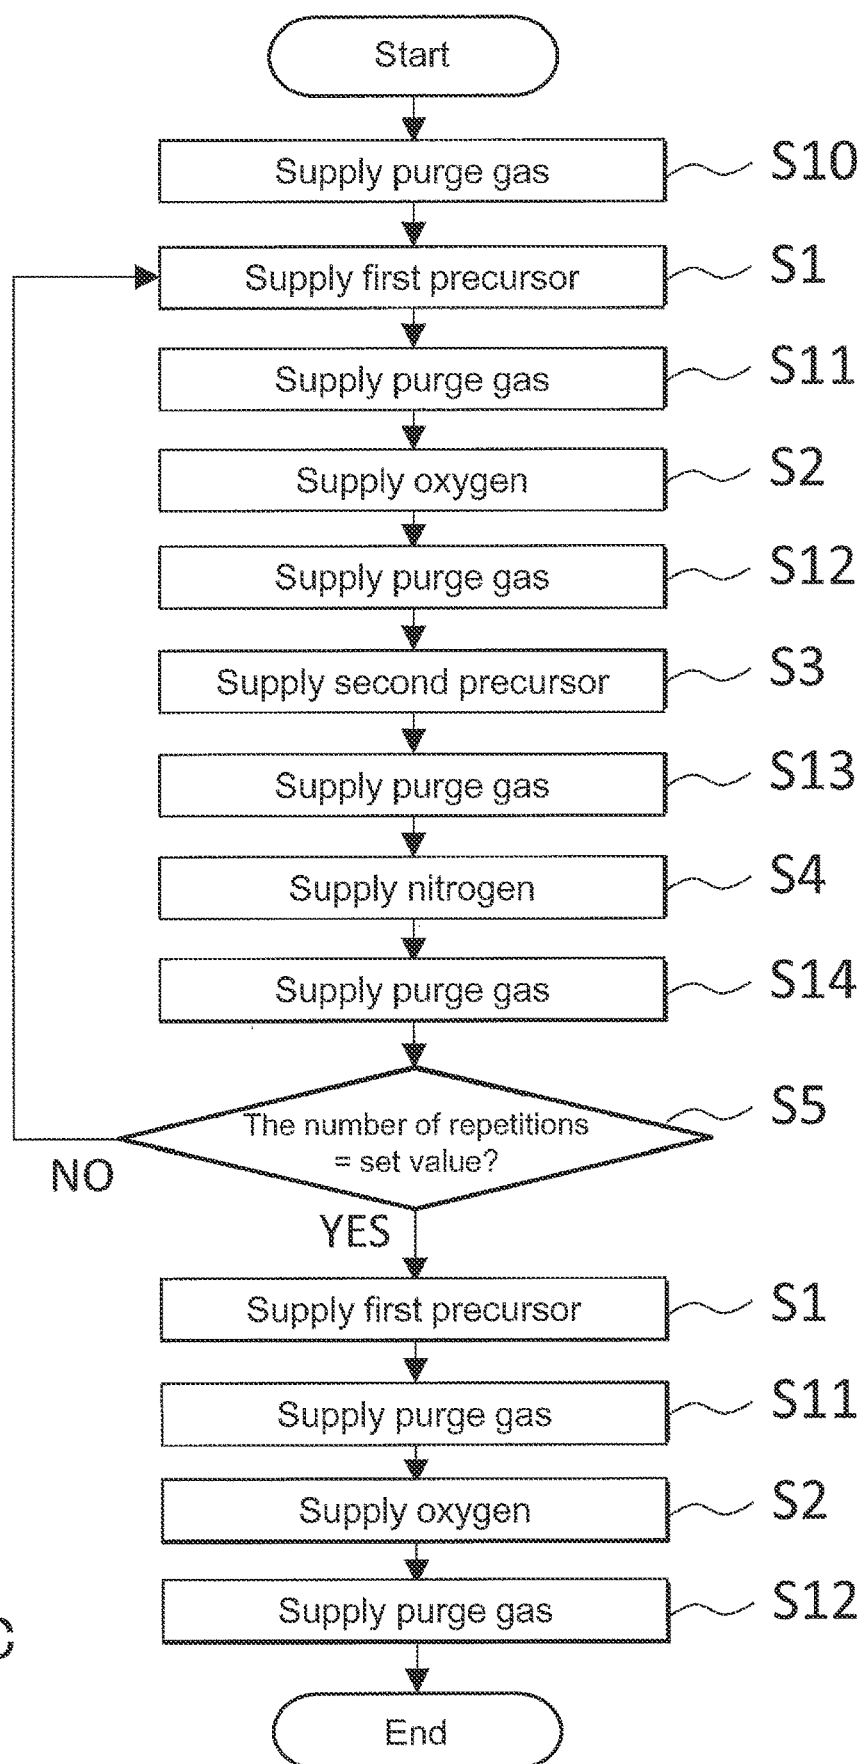 Start
Supply purge gas S10
Supply first precursor S1
Supply purge gas S11
Supply oxygen S2
Supply purge gas S12
Supply second precursor S3
Supply purge gas S13
Supply nitrogen S4
Supply purge gas S14
The number of repetitions
= set value? S5
NO
YES
Supply first precursor S1
Supply purge gas S11
Supply oxygen S2
Supply purge gas S12
End